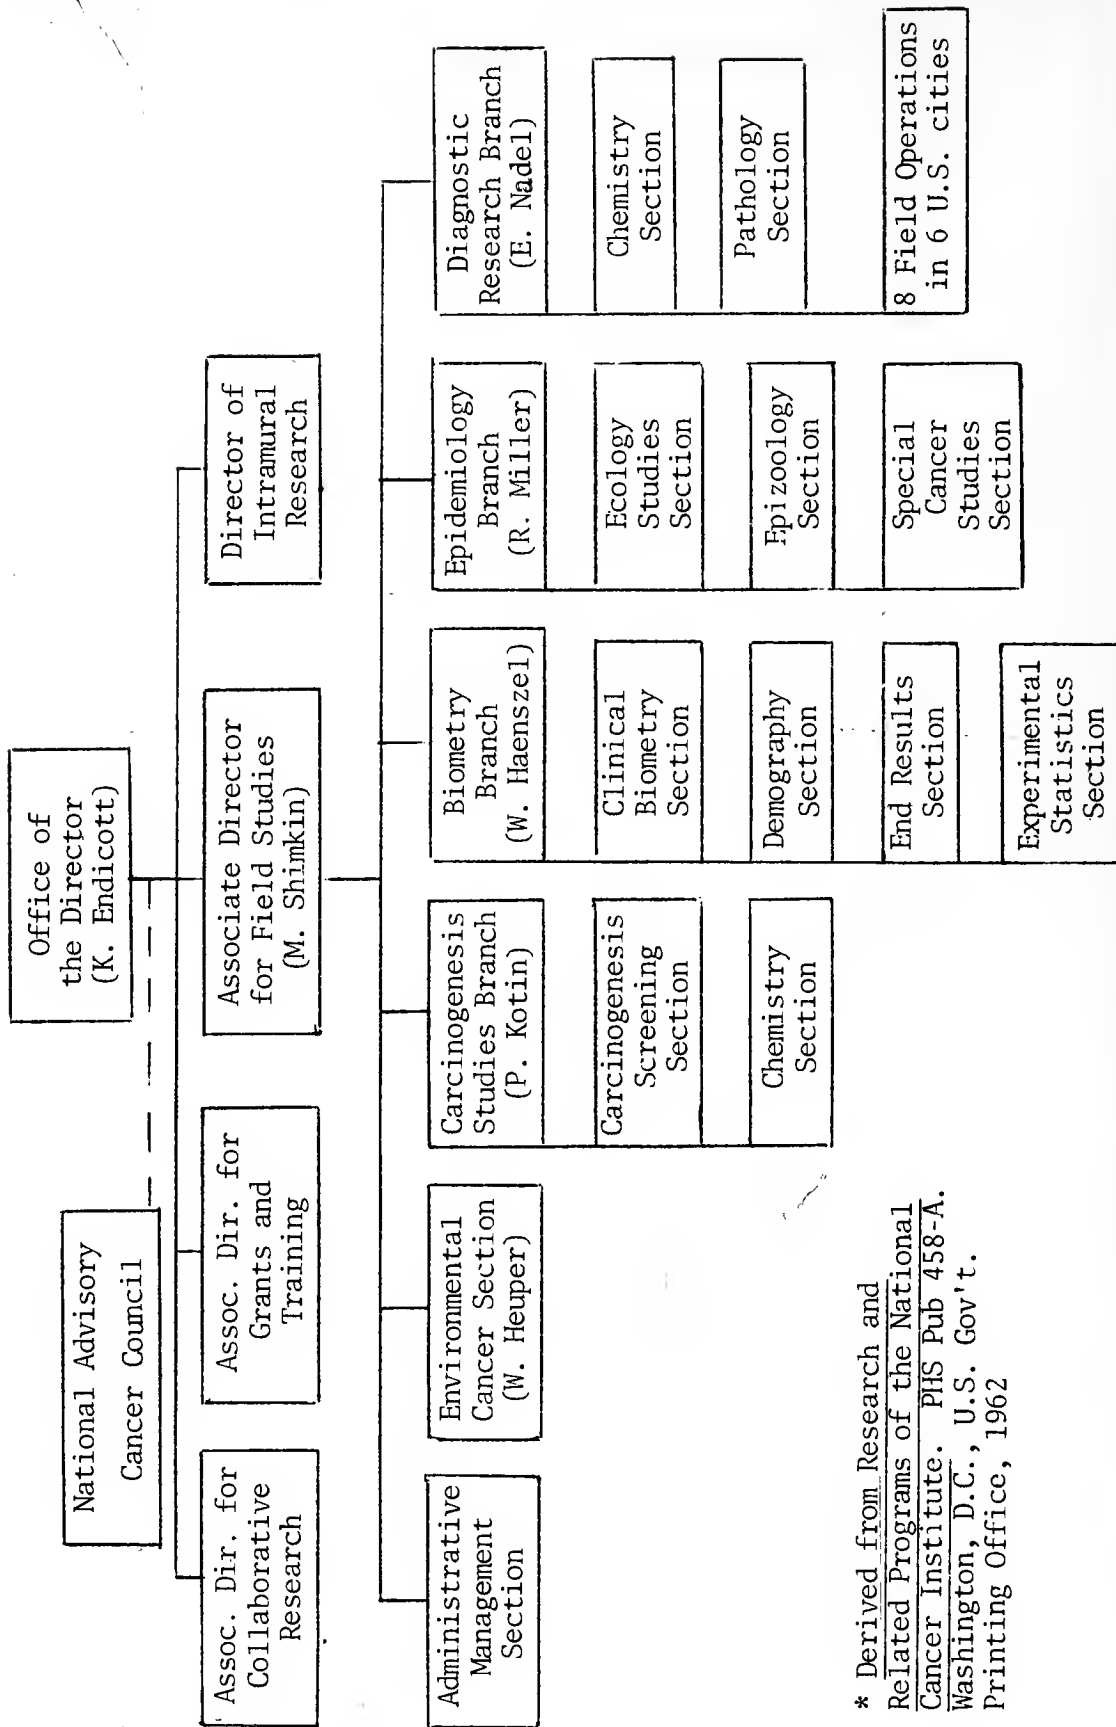 Office of
the Director
(K. Endicott)
National Advisory
Cancer Council
Assoc. Dir. for
Collaborative
Research
Assoc. Dir. for
Grants and
Training
Associate Director
for Field Studies
(M. Shimkin)
Director of
Intramural
Research
Administrative
Management
Section
Environmental
Cancer Section
(W. Heuper)
Carcinogenesis
Studies Branch
(P. Kotin)
Carcinogenesis
Screening
Section
Chemistry
Section
Biometry
Branch
(W. Haenszel)
Clinical
Biometry
Section
Demography
Section
End Results
Section
Experimental
Statistics
Section
Epidemiology
Branch
(R. Miller)
Ecology
Studies
Section
Epizoology
Section
Special
Cancer
Studies
Section
Diagnostic
Research Branch
(E. Nadel)
Chemistry
Section
Pathology
Section
8 Field Operations
in 6 U.S. cities
* Derived from Research and
Related Programs of the National
Cancer Institute. PHS Pub 458-A.
Washington, D.C., U.S. Gov't.
Printing Office, 1962